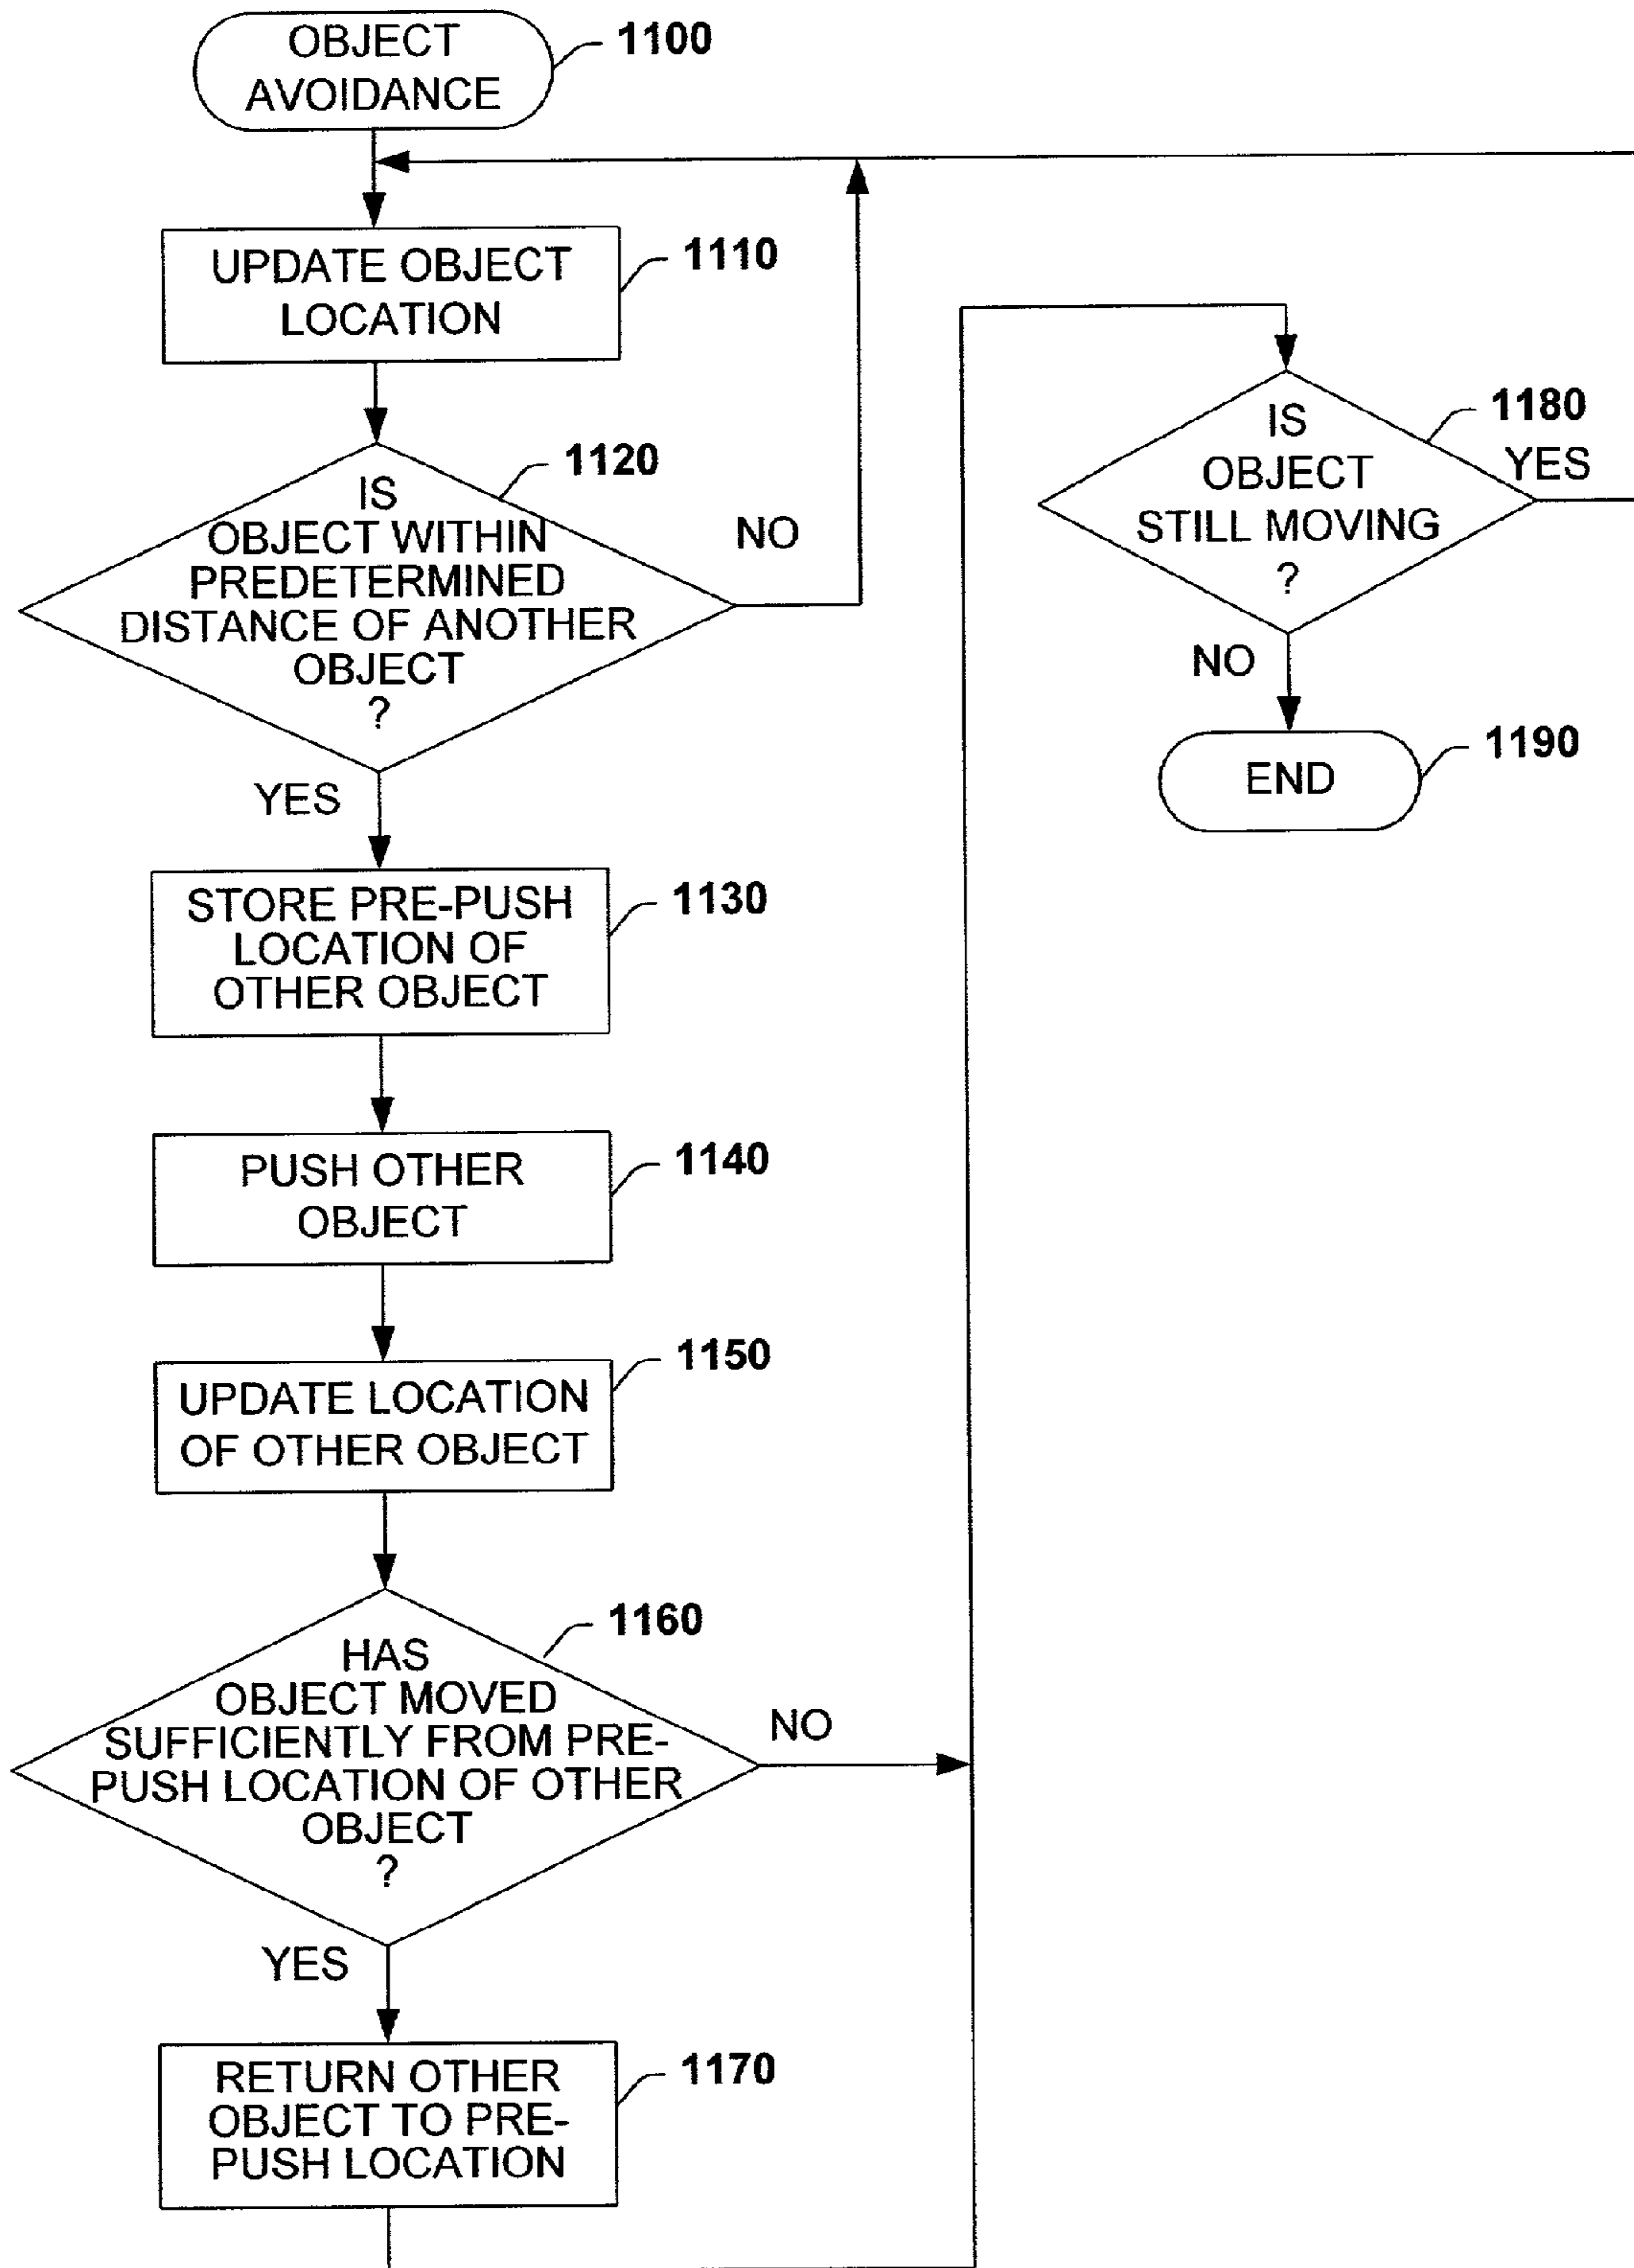 OBJECT
AVOIDANCE
1100
UPDATE OBJECT
LOCATION
1110
IS
OBJECT WITHIN
PREDETERMINED
DISTANCE OF ANOTHER
OBJECT
?
1120
NO
YES
STORE PRE-PUSH
LOCATION OF
OTHER OBJECT
1130
PUSH OTHER
OBJECT
1140
UPDATE LOCATION
OF OTHER OBJECT
1150
HAS
OBJECT MOVED
SUFFICIENTLY FROM PRE-
PUSH LOCATION OF OTHER
OBJECT
?
1160
NO
YES
RETURN OTHER
OBJECT TO PRE-
PUSH LOCATION
1170
IS
OBJECT
STILL MOVING
?
1180
YES
NO
END
1190